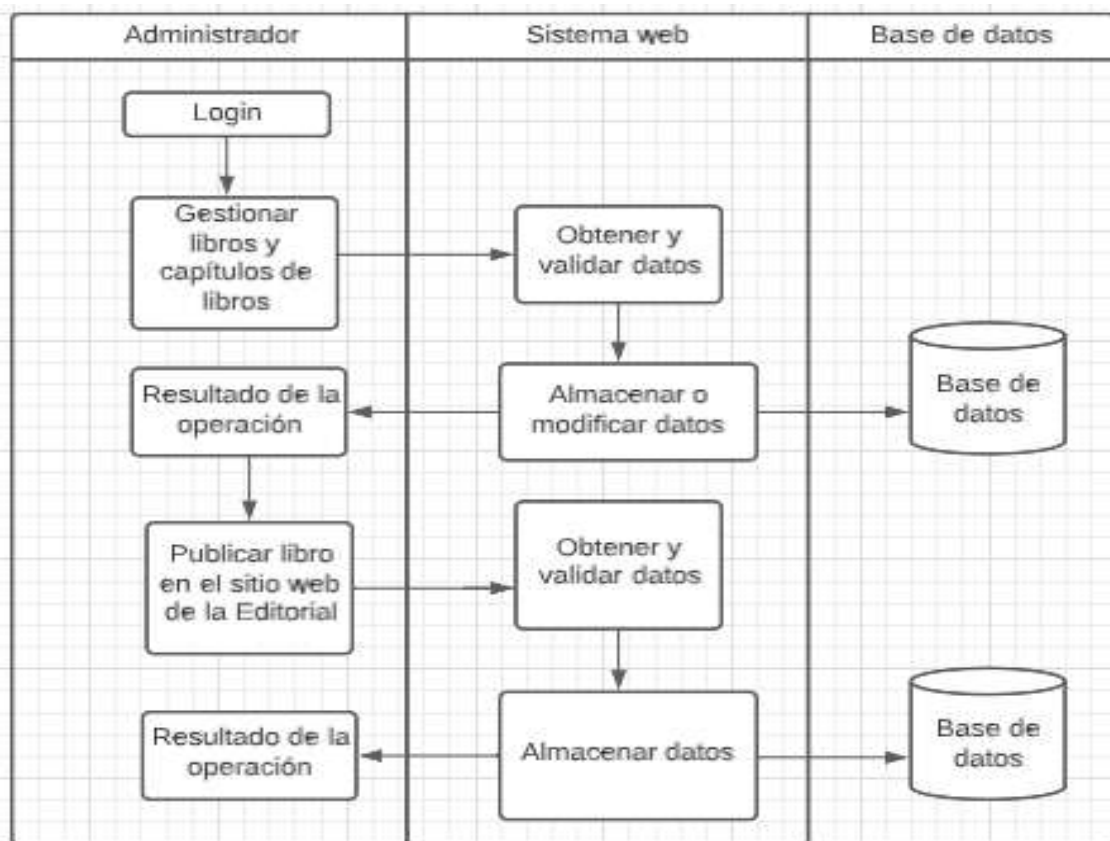 Administrador
Sistema web
Base de datos
Login
Gestionar
libros y
capítulos de
libros
Obtener y
validar datos
Resultado de la
operación
Almacenar o
modificar datos
Base de
datos
Publicar libro
en el sitio web
de la Editorial
Obtener y
validar datos
Resultado de la
operación
Almacenar datos
Base de
datos